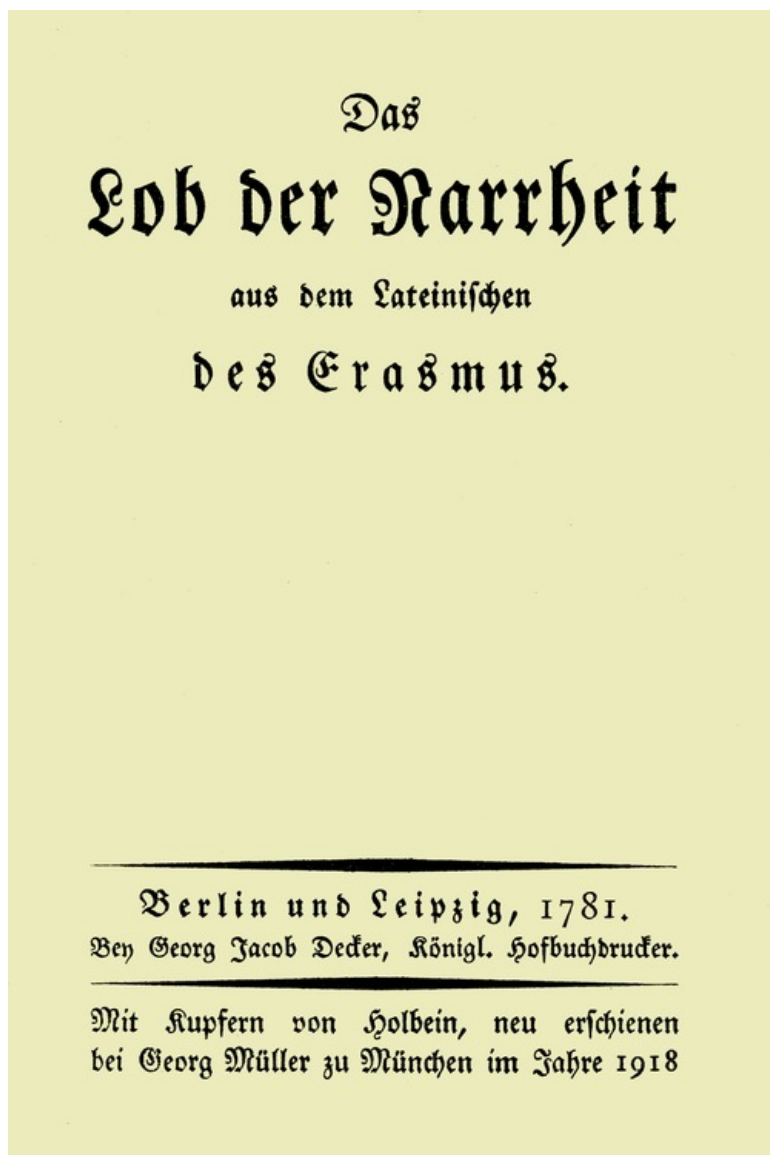 Das
Lob der Narrheit
aus dem Lateinischen
des Erasmus.
Berlin und Leipzig, 1781.
Bey Georg Jacob Decker, Königl. Hofbuchdrucker.
Mit Kupfern von Holbein, neu erschienen
bei Georg Müller zu München im Jahre 1918